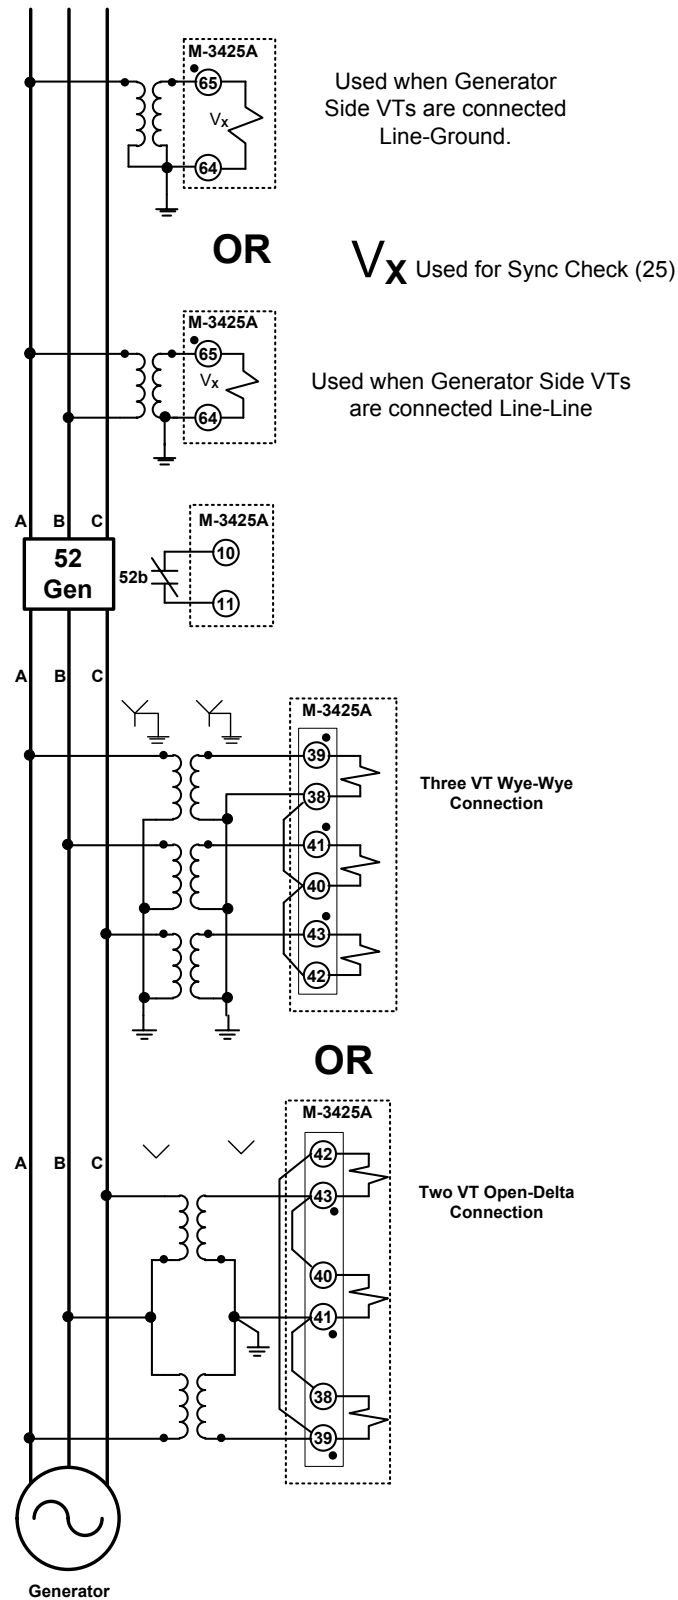 M-3425A
65
Vx
64
Used when Generator
Side VTs are connected
Line-Ground.
OR
VX Used for Sync Check (25)
M-3425A
65
Vx
64
Used when Generator Side VTs
are connected Line-Line
A B C
52
Gen
52b
M-3425A
10
11
A B C
M-3425A
39
38
41
40
43
42
Three VT Wye-Wye
Connection
OR
M-3425A
A B C
42
43
40
41
38
39
Two VT Open-Delta
Connection
Generator